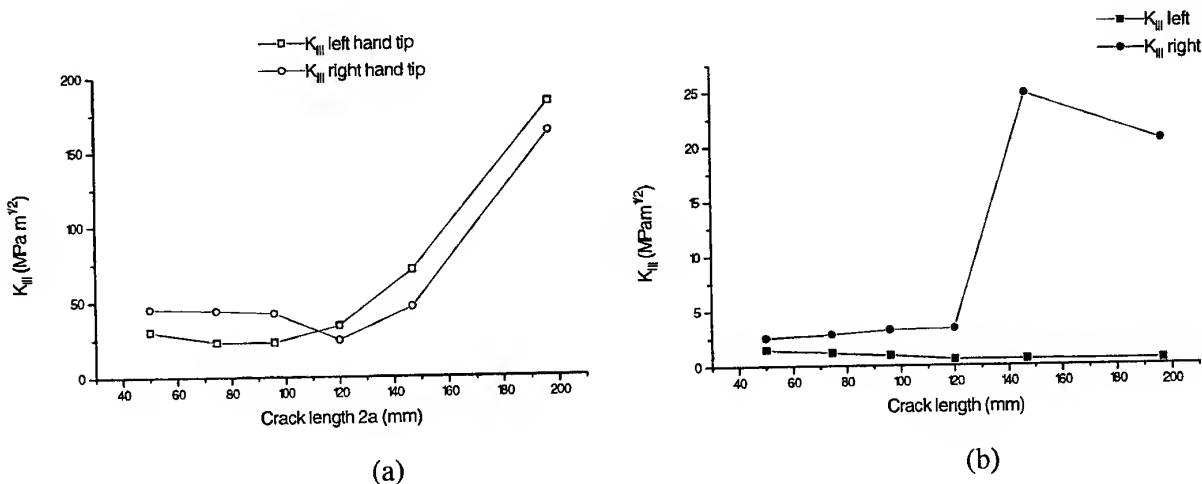 K_III left hand tip
K_III right hand tip
200
150
100
50
0
K_III (MPa m^1/2)
40 60 80 100 120 140 160 180 200
Crack length 2a (mm)
(a)
K_III left
K_III right
25
20
15
10
5
0
K_III (MPam^1/2)
40 60 80 100 120 140 160 180 200
Crack length (mm)
(b)